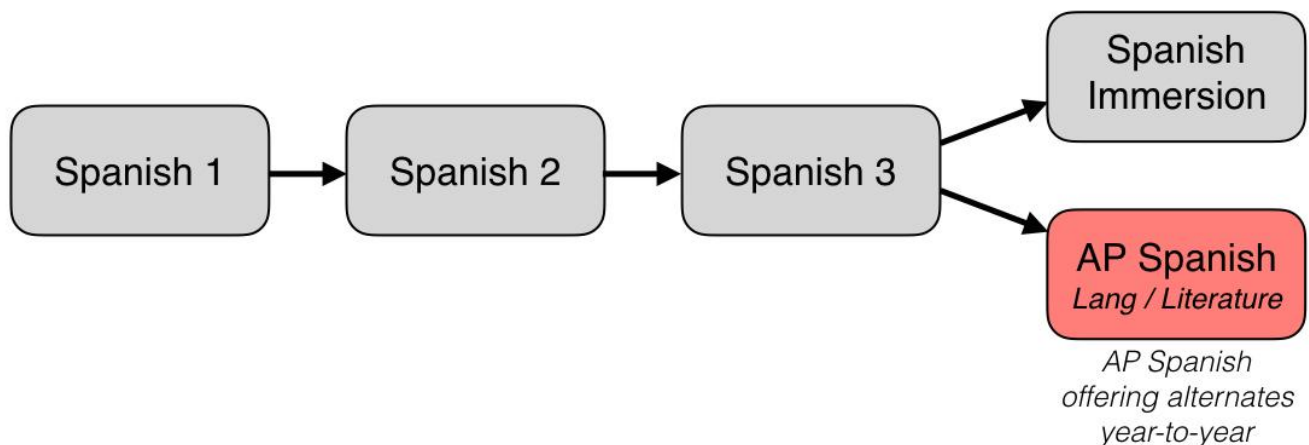 Spanish 1
Spanish 2
Spanish 3
Spanish
Immersion
AP Spanish
Lang / Literature
AP Spanish
offering alternates
year-to-year